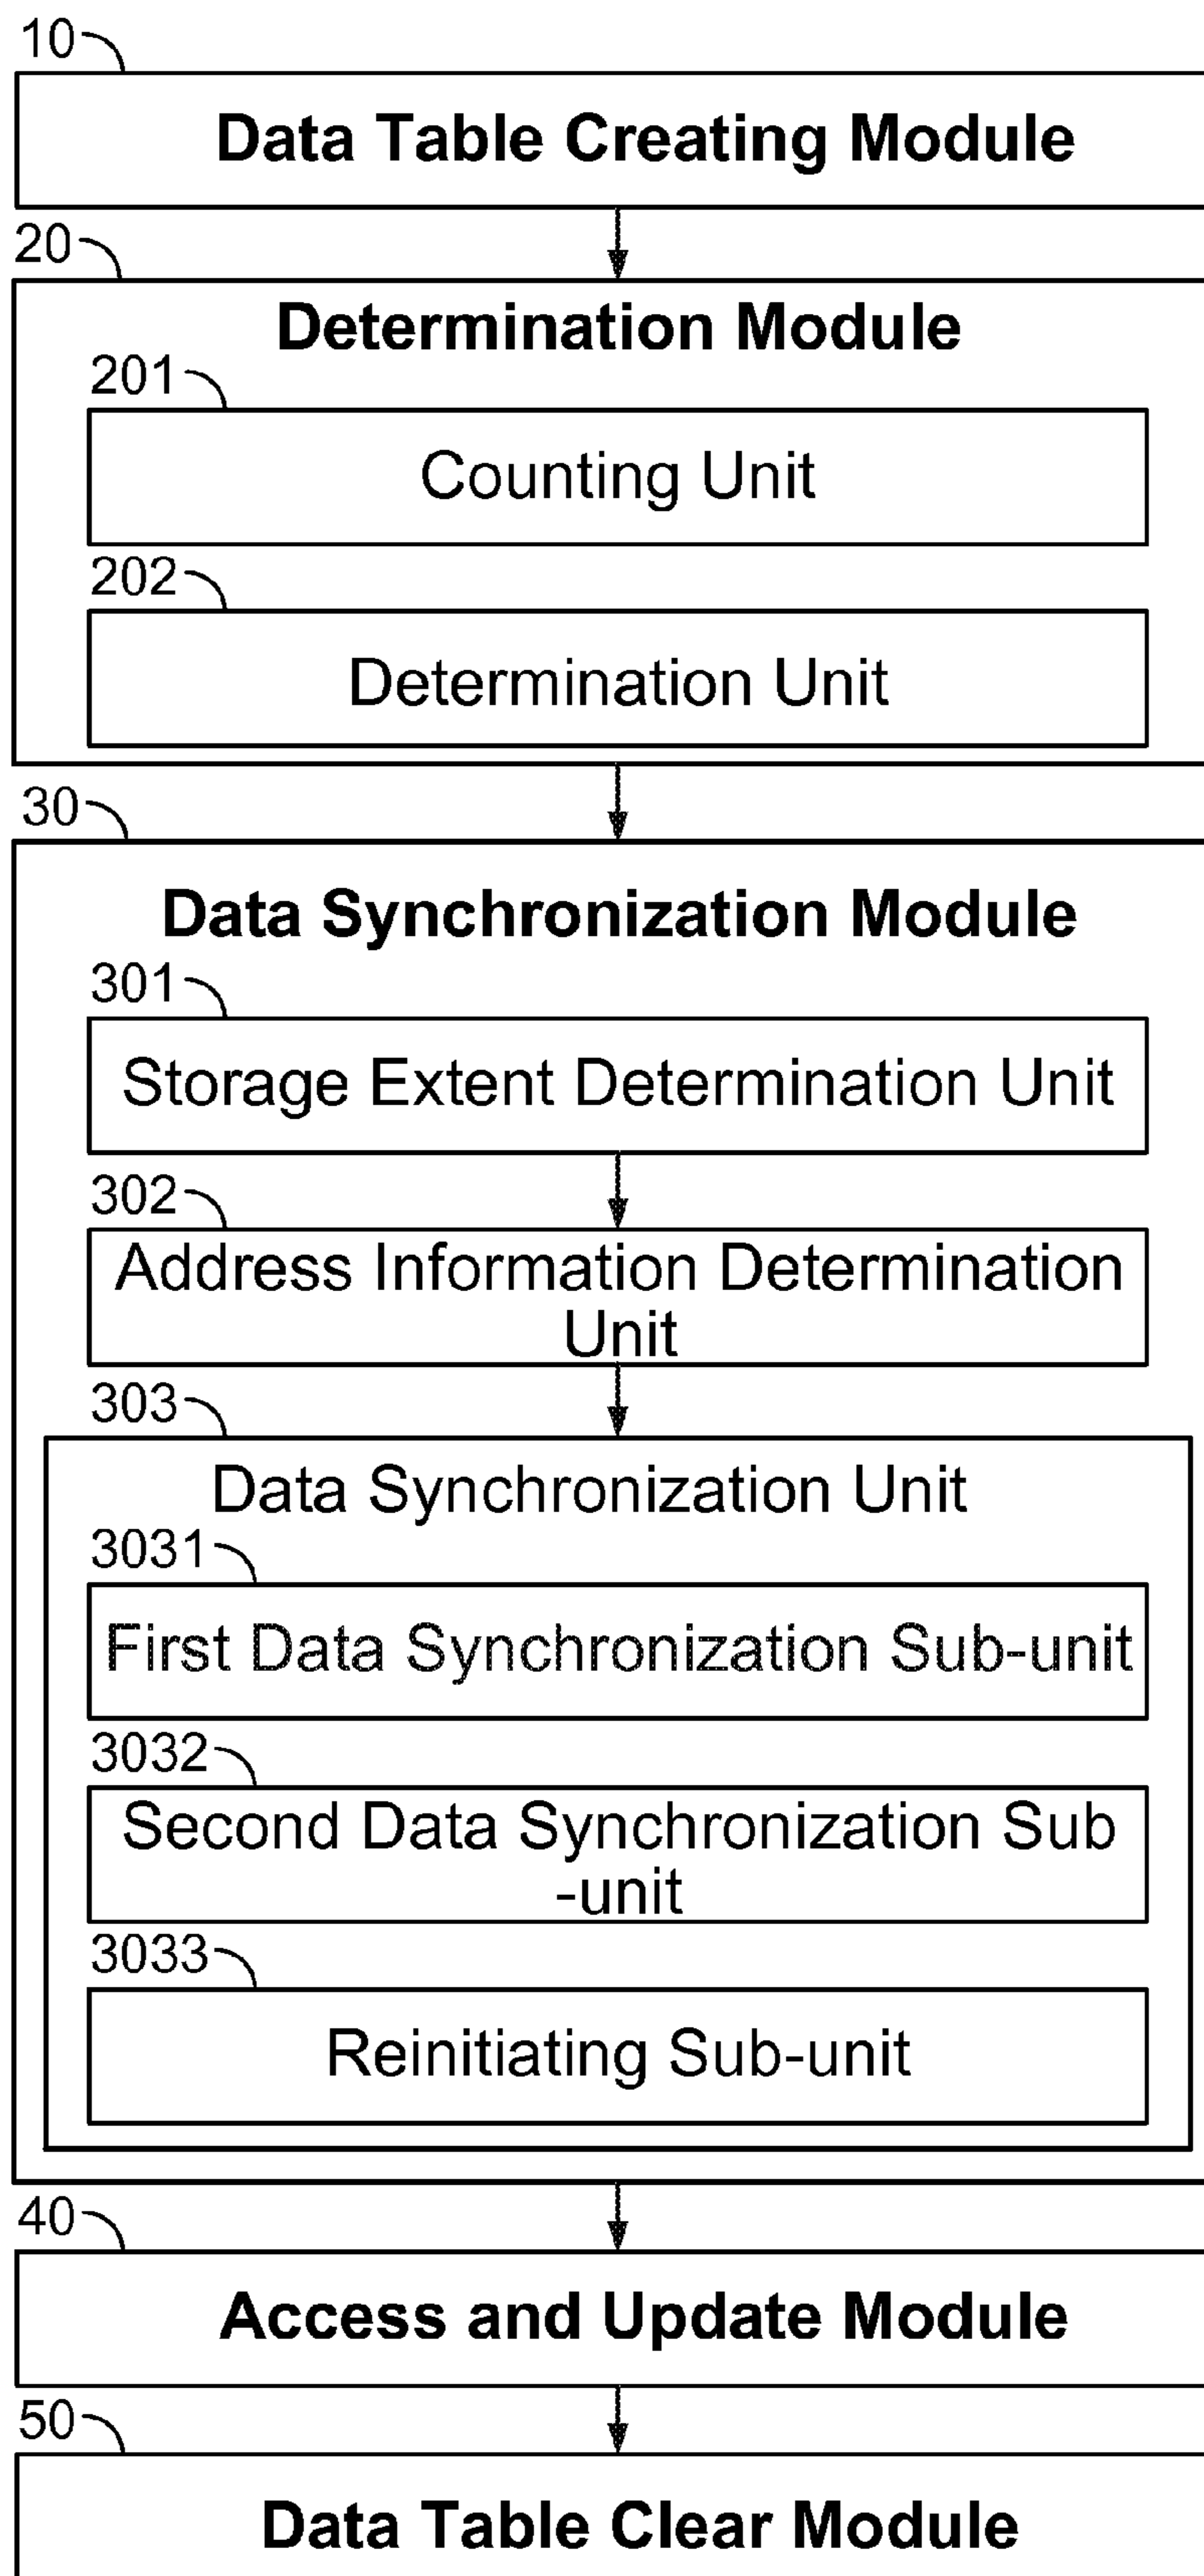 10
Data Table Creating Module
20
Determination Module
201
Counting Unit
202
Determination Unit
30
Data Synchronization Module
301
Storage Extent Determination Unit
302
Address Information Determination
Unit
303
Data Synchronization Unit
3031
First Data Synchronization Sub-unit
3032
Second Data Synchronization Sub
-unit
3033
Reinitiating Sub-unit
40
Access and Update Module
50
Data Table Clear Module